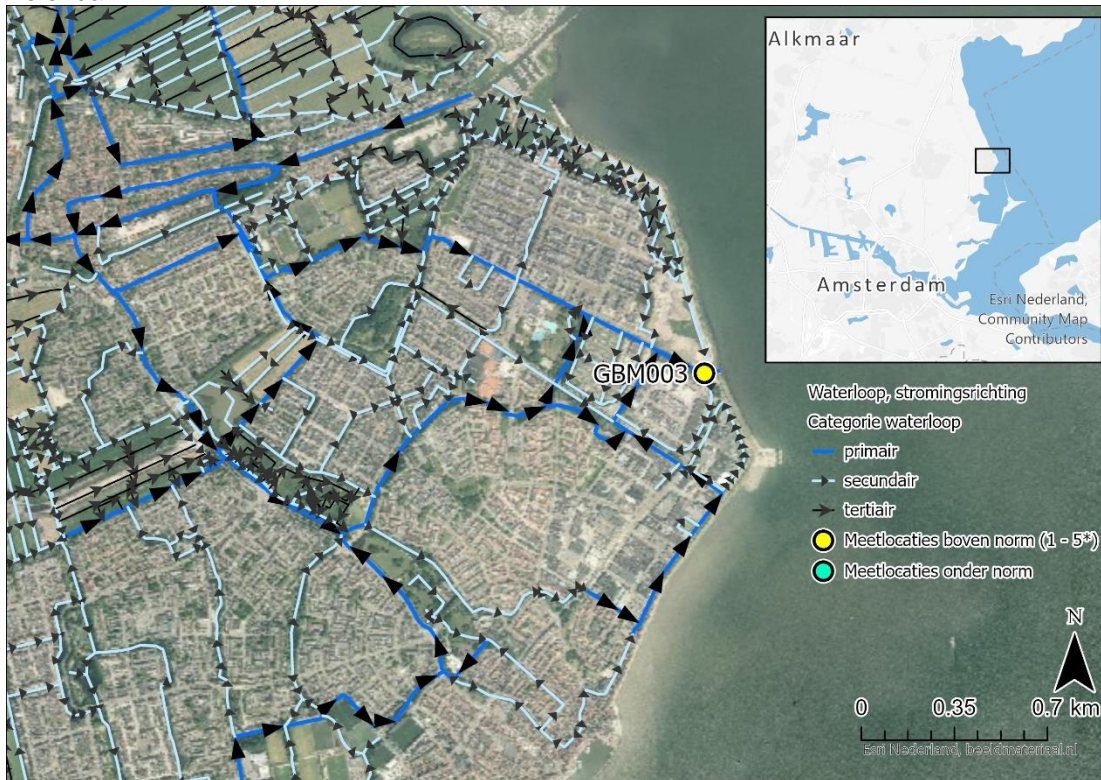 Alkmaar
Amsterdam
Esri Nederland,
Community Map
Contributors
GBM003
Waterloop, stromingsrichting
Categorie waterloop
primair
secundair
tertiair
Meetlocaties boven norm (1 - 5*)
Meetlocaties onder norm
N
0 0.35 0.7 km
Esri Nederland, beeldmateriaal.nl